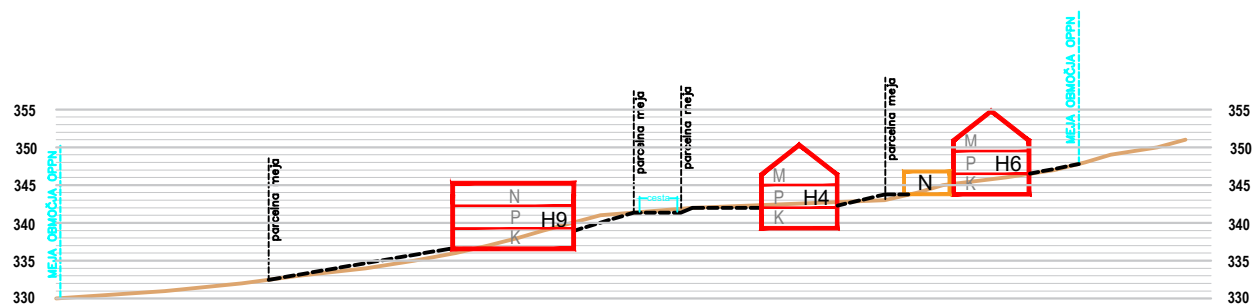 MEJA OBMOČJA OPPN
parcelna meja
parcelna meja
parcelna meja
parcelna meja
MEJA OBMOČJA OPPN
355
350
345
340
335
330
N
P
K
H9
cesta
M
P
K
H4
N
M
P
K
H6
355
350
345
340
335
330